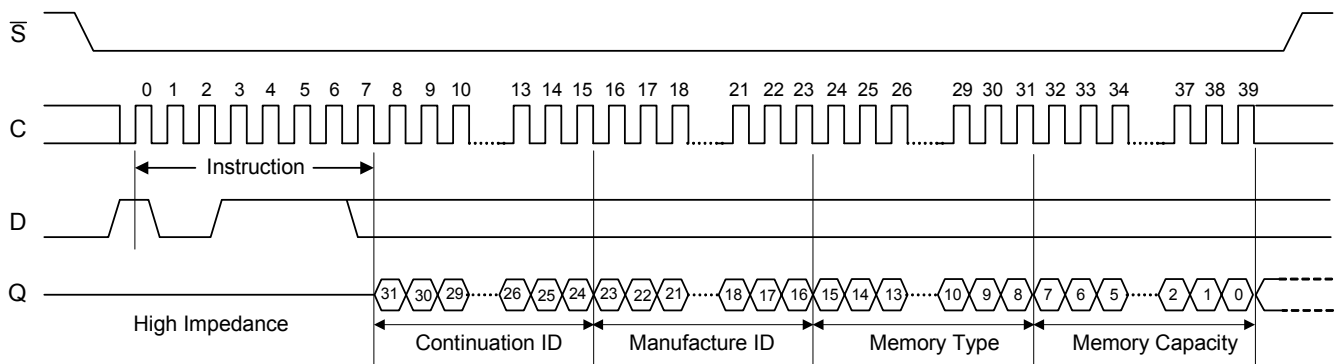 S
0 1 2 3 4 5 6 7 8 9 10 13 14 15 16 17 18 21 22 23 24 25 26 29 30 31 32 33 34 37 38 39
C
Instruction
D
Q
31 30 29 26 25 24 23 22 21 18 17 16 15 14 13 10 9 8 7 6 5 2 1 0
High Impedance
Continuation ID Manufacture ID Memory Type Memory Capacity